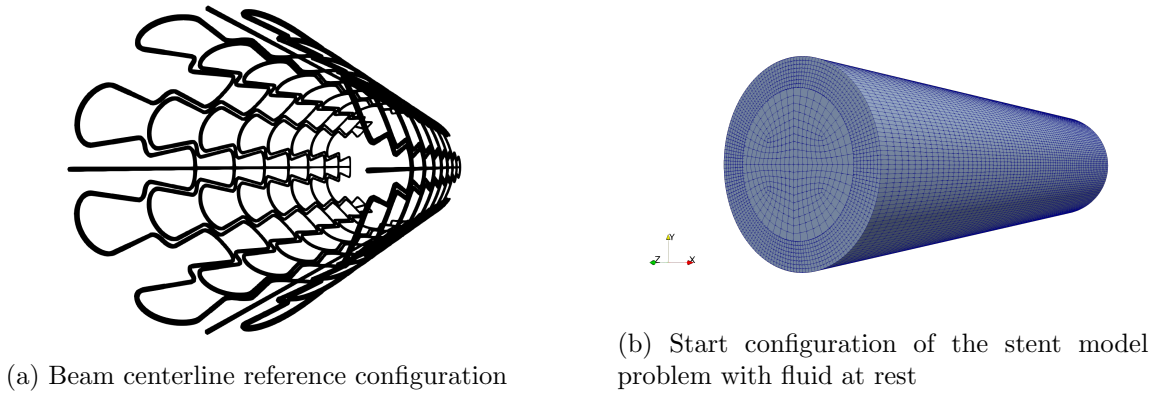 Y
Z
X
(a) Beam centerline reference configuration
(b) Start configuration of the stent model
problem with fluid at rest